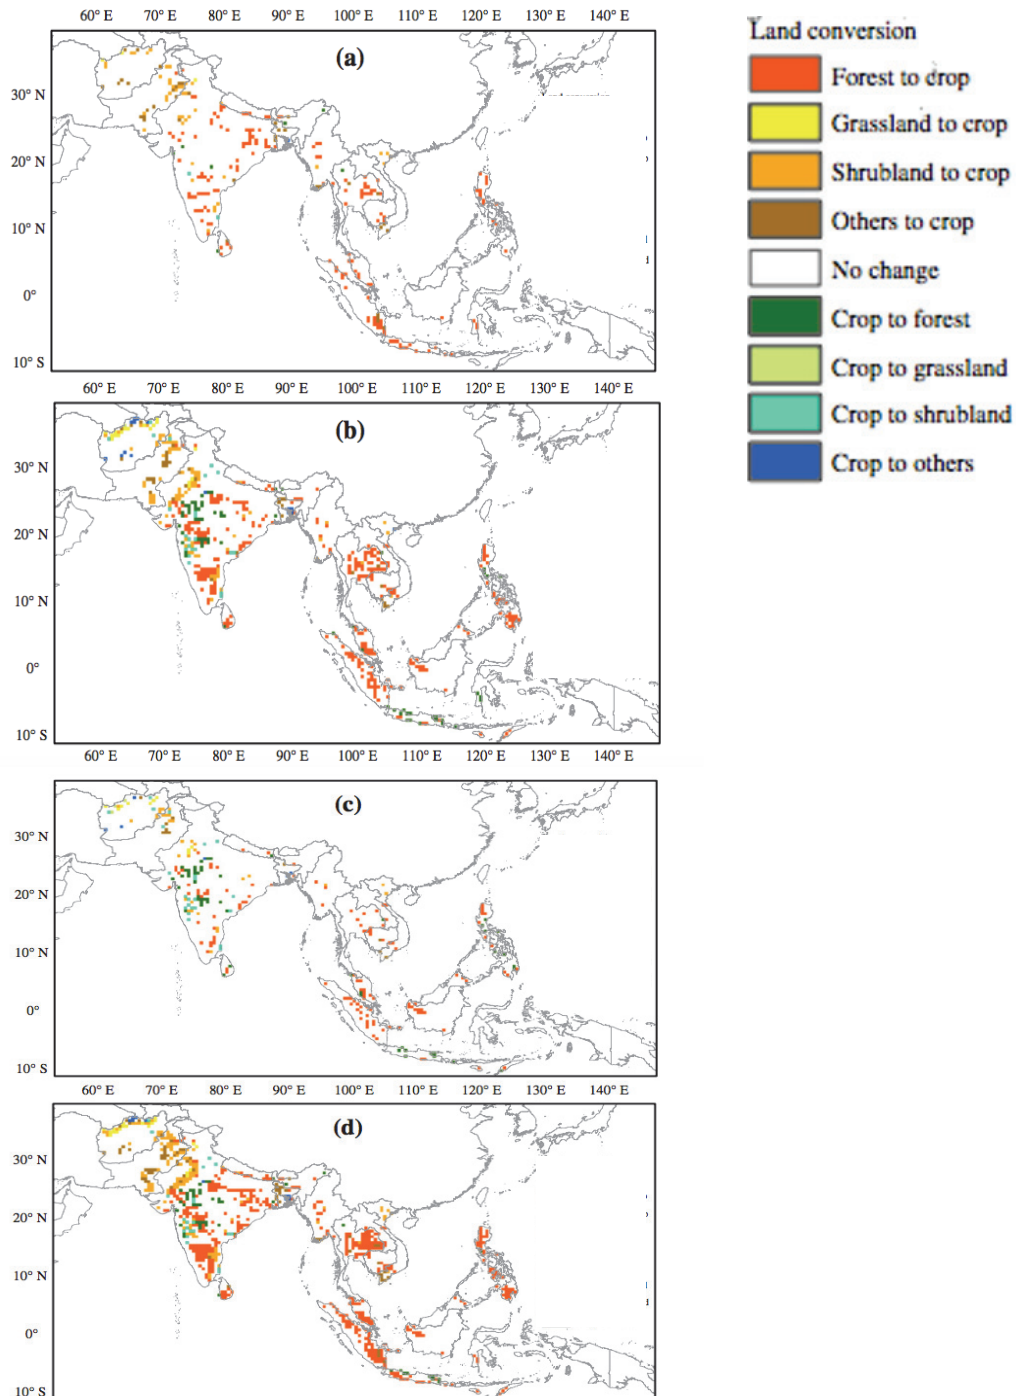 60° E 70° E 80° E 90° E 100° E 110° E 120° E 130° E 140° E
(a)
30° N
20° N
10° N
0°
10° S
60° E 70° E 80° E 90° E 100° E 110° E 120° E 130° E 140° E
(b)
30° N
20° N
10° N
0°
10° S
60° E 70° E 80° E 90° E 100° E 110° E 120° E 130° E 140° E
(c)
30° N
20° N
10° N
0°
10° S
60° E 70° E 80° E 90° E 100° E 110° E 120° E 130° E 140° E
(d)
30° N
20° N
10° N
0°
10° S
Land conversion
Forest to crop
Grassland to crop
Shrubland to crop
Others to crop
No change
Crop to forest
Crop to grassland
Crop to shrubland
Crop to others